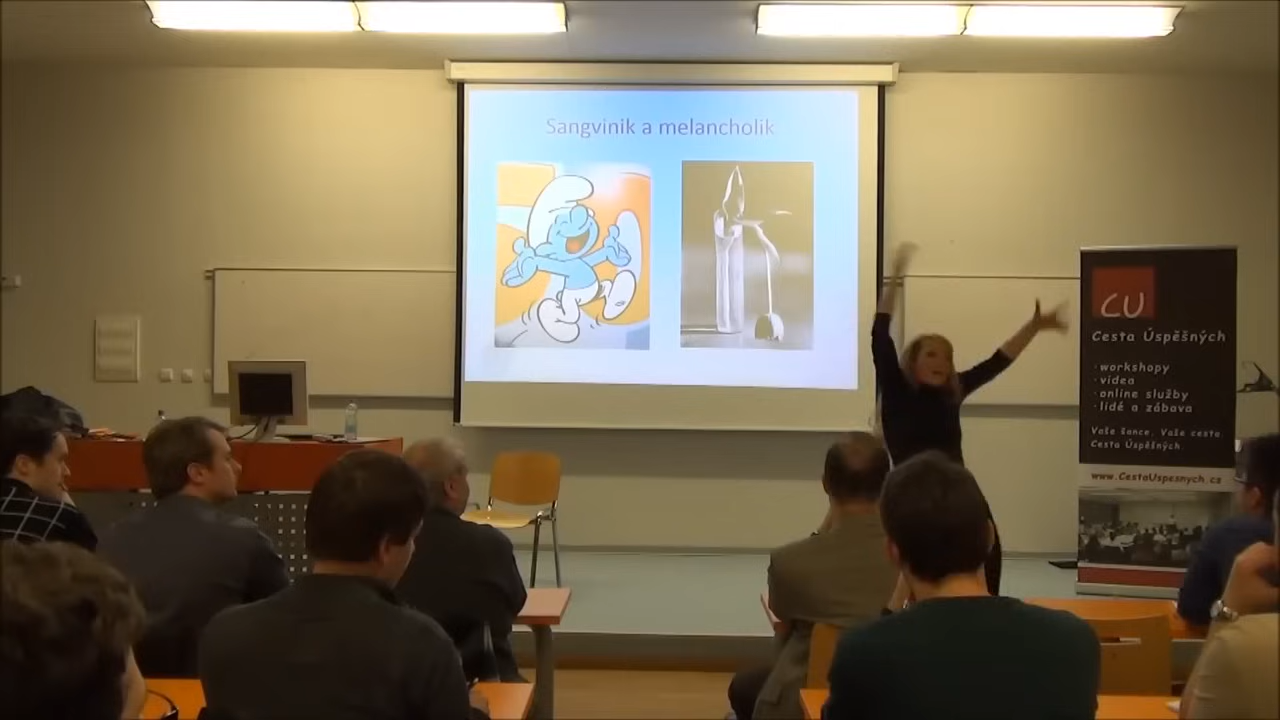 Sangvinik a melancholik
CU
Cesta Úspěšných
·workshopy
·videa
·online služby
·lidé a zábava
Vaše šance, Vaše cesta.
Cesta Úspěšných.
www.CestaUspesnych.cz